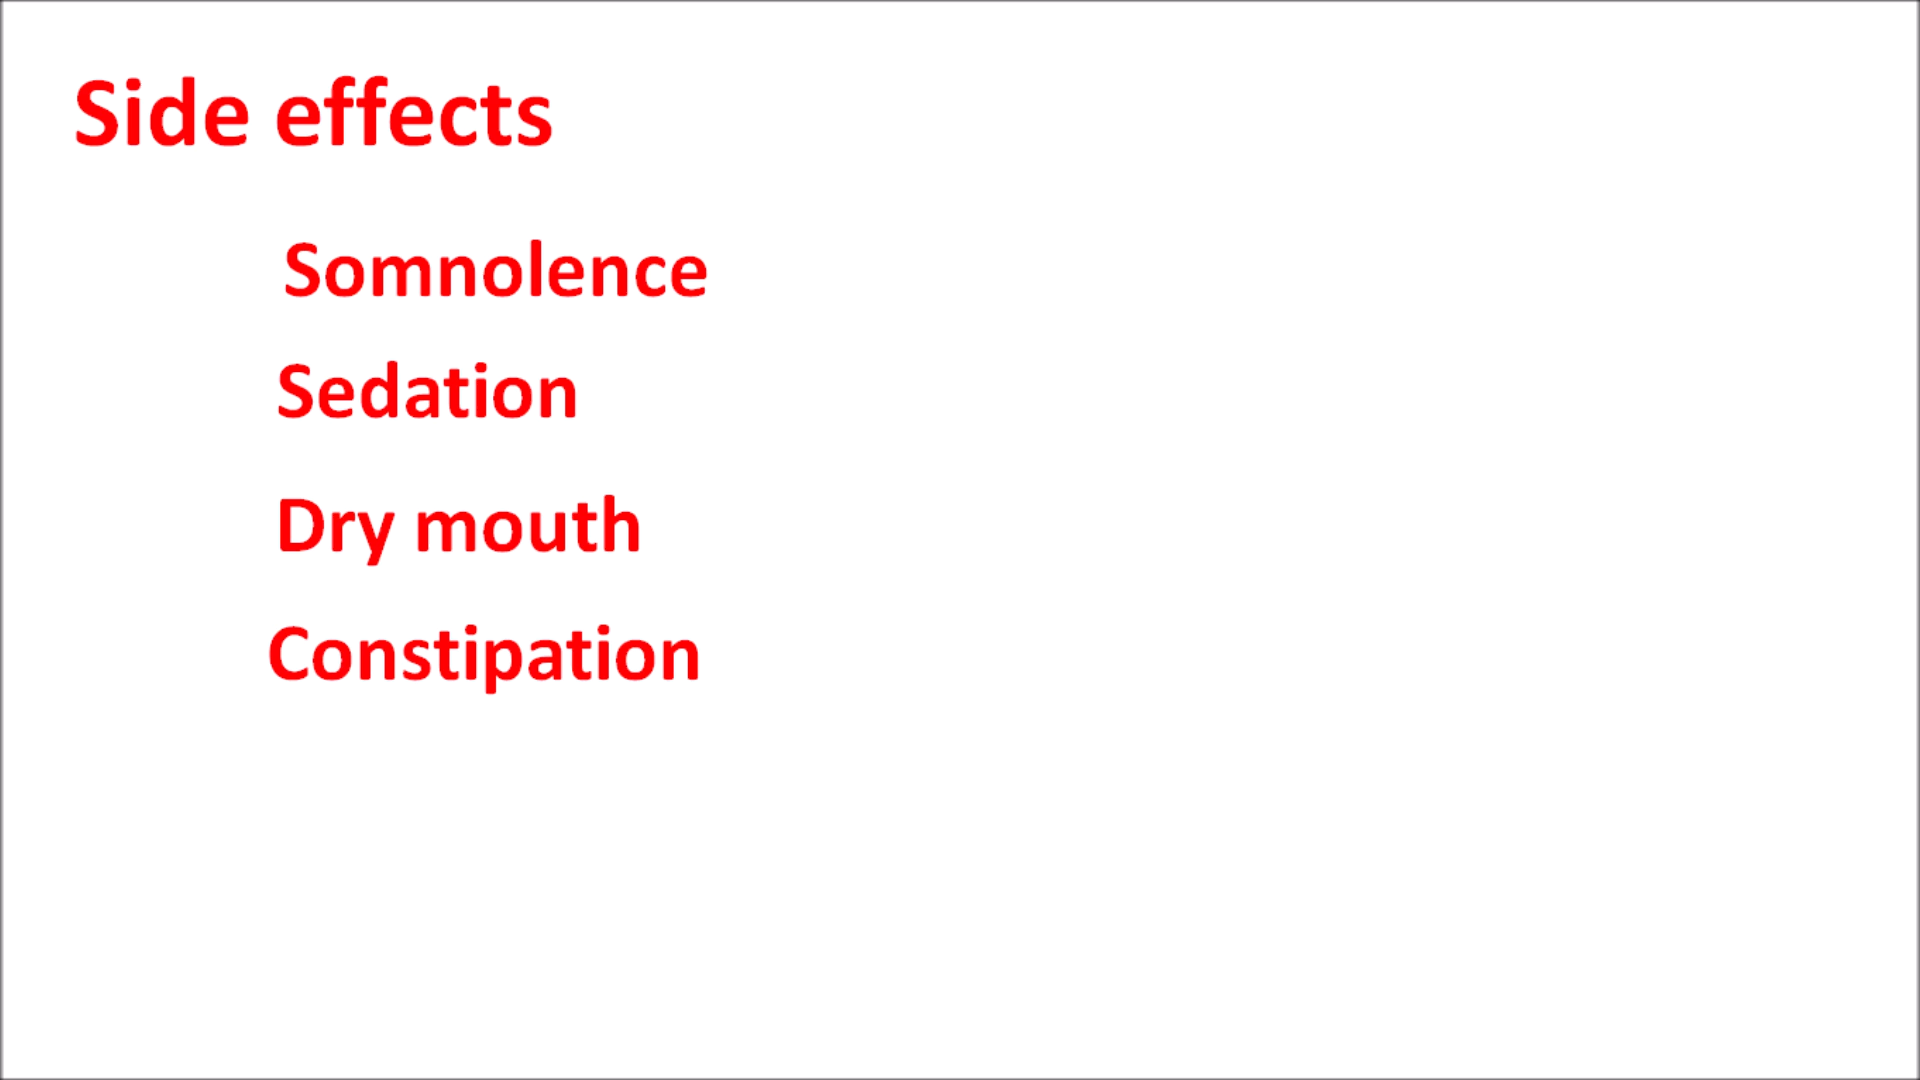 Side effects
Somnolence
Sedation
Dry mouth
Constipation